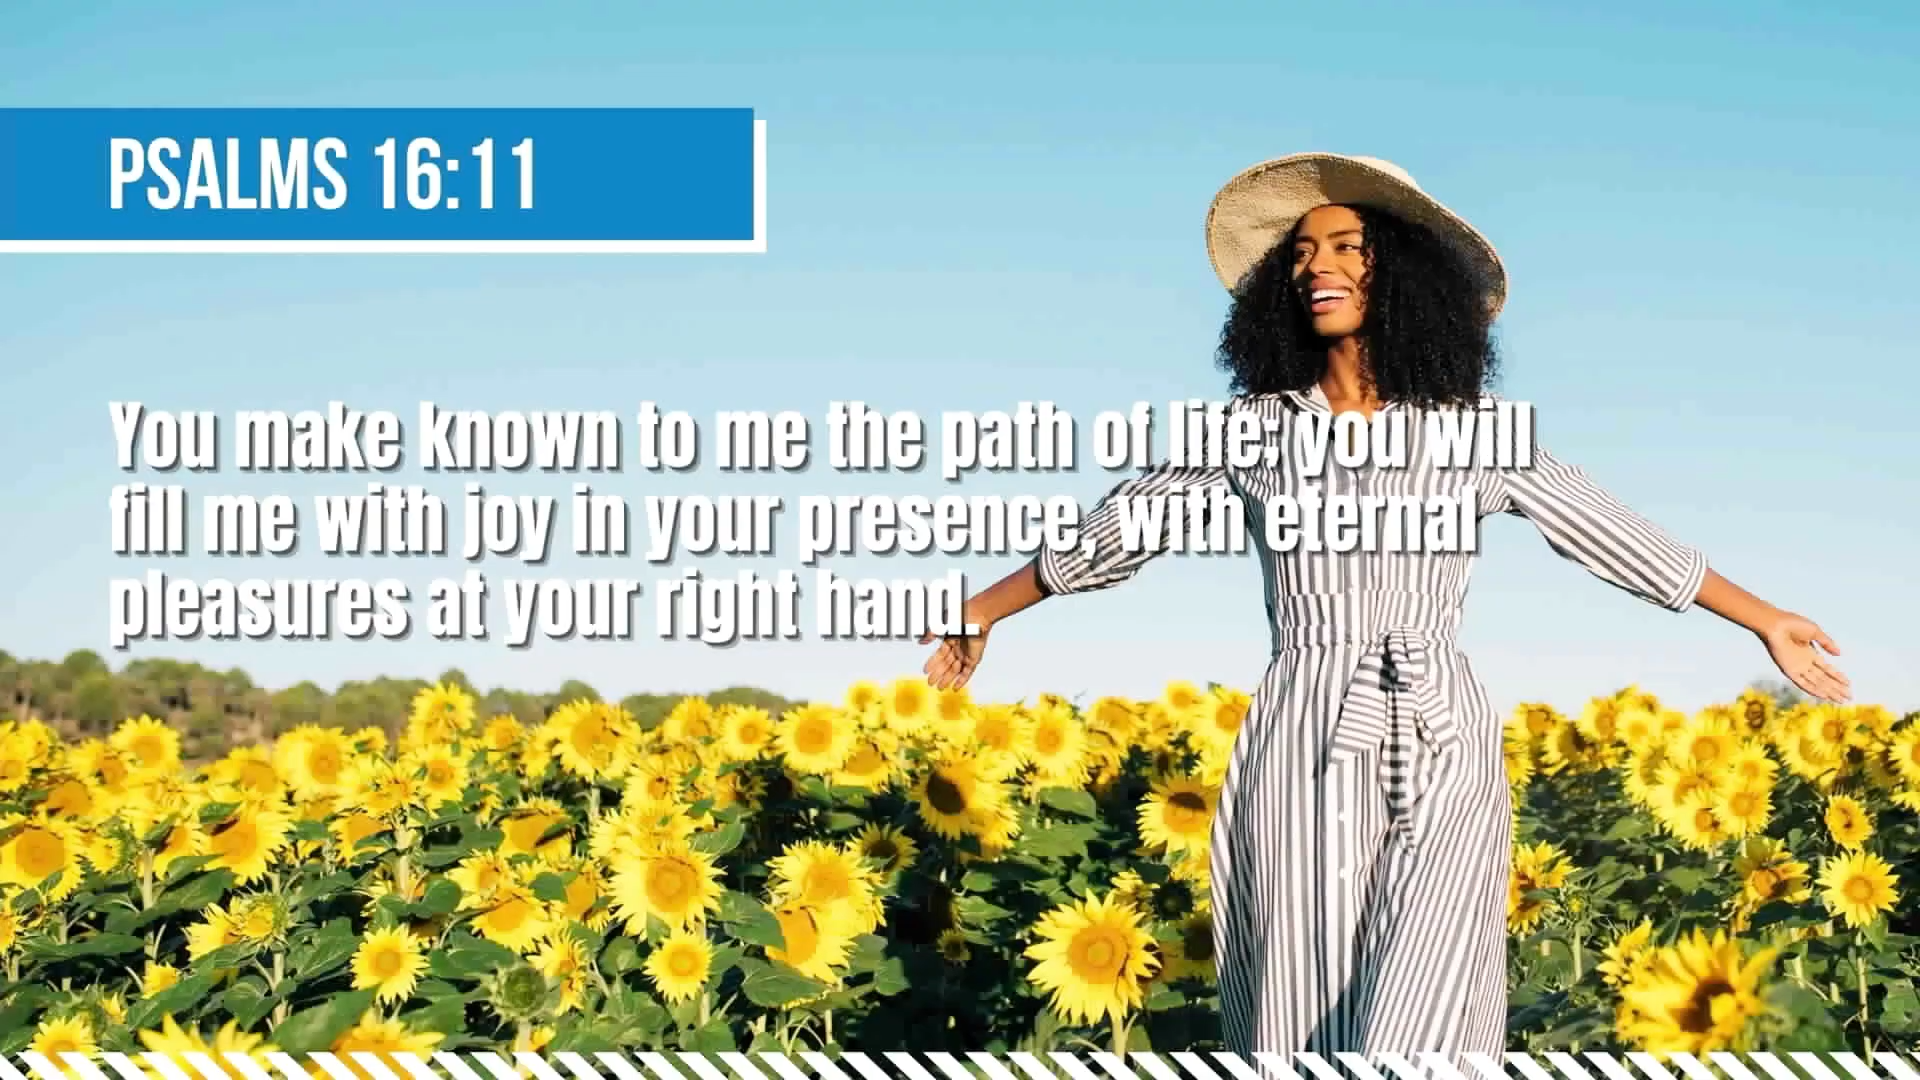 PSALMS 16:11
You make known to me the path of life; you will
fill me with joy in your presence, with eternal
pleasures at your right hand.